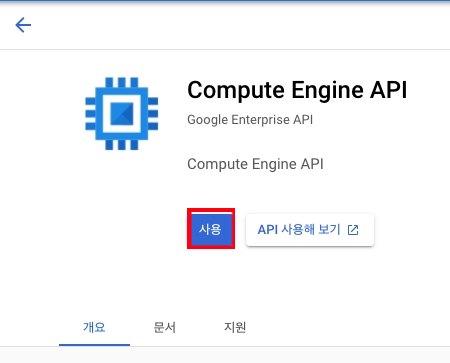 Compute Engine API
Google Enterprise API
Compute Engine API
사용 API 사용해 보기
개요 문서 지원